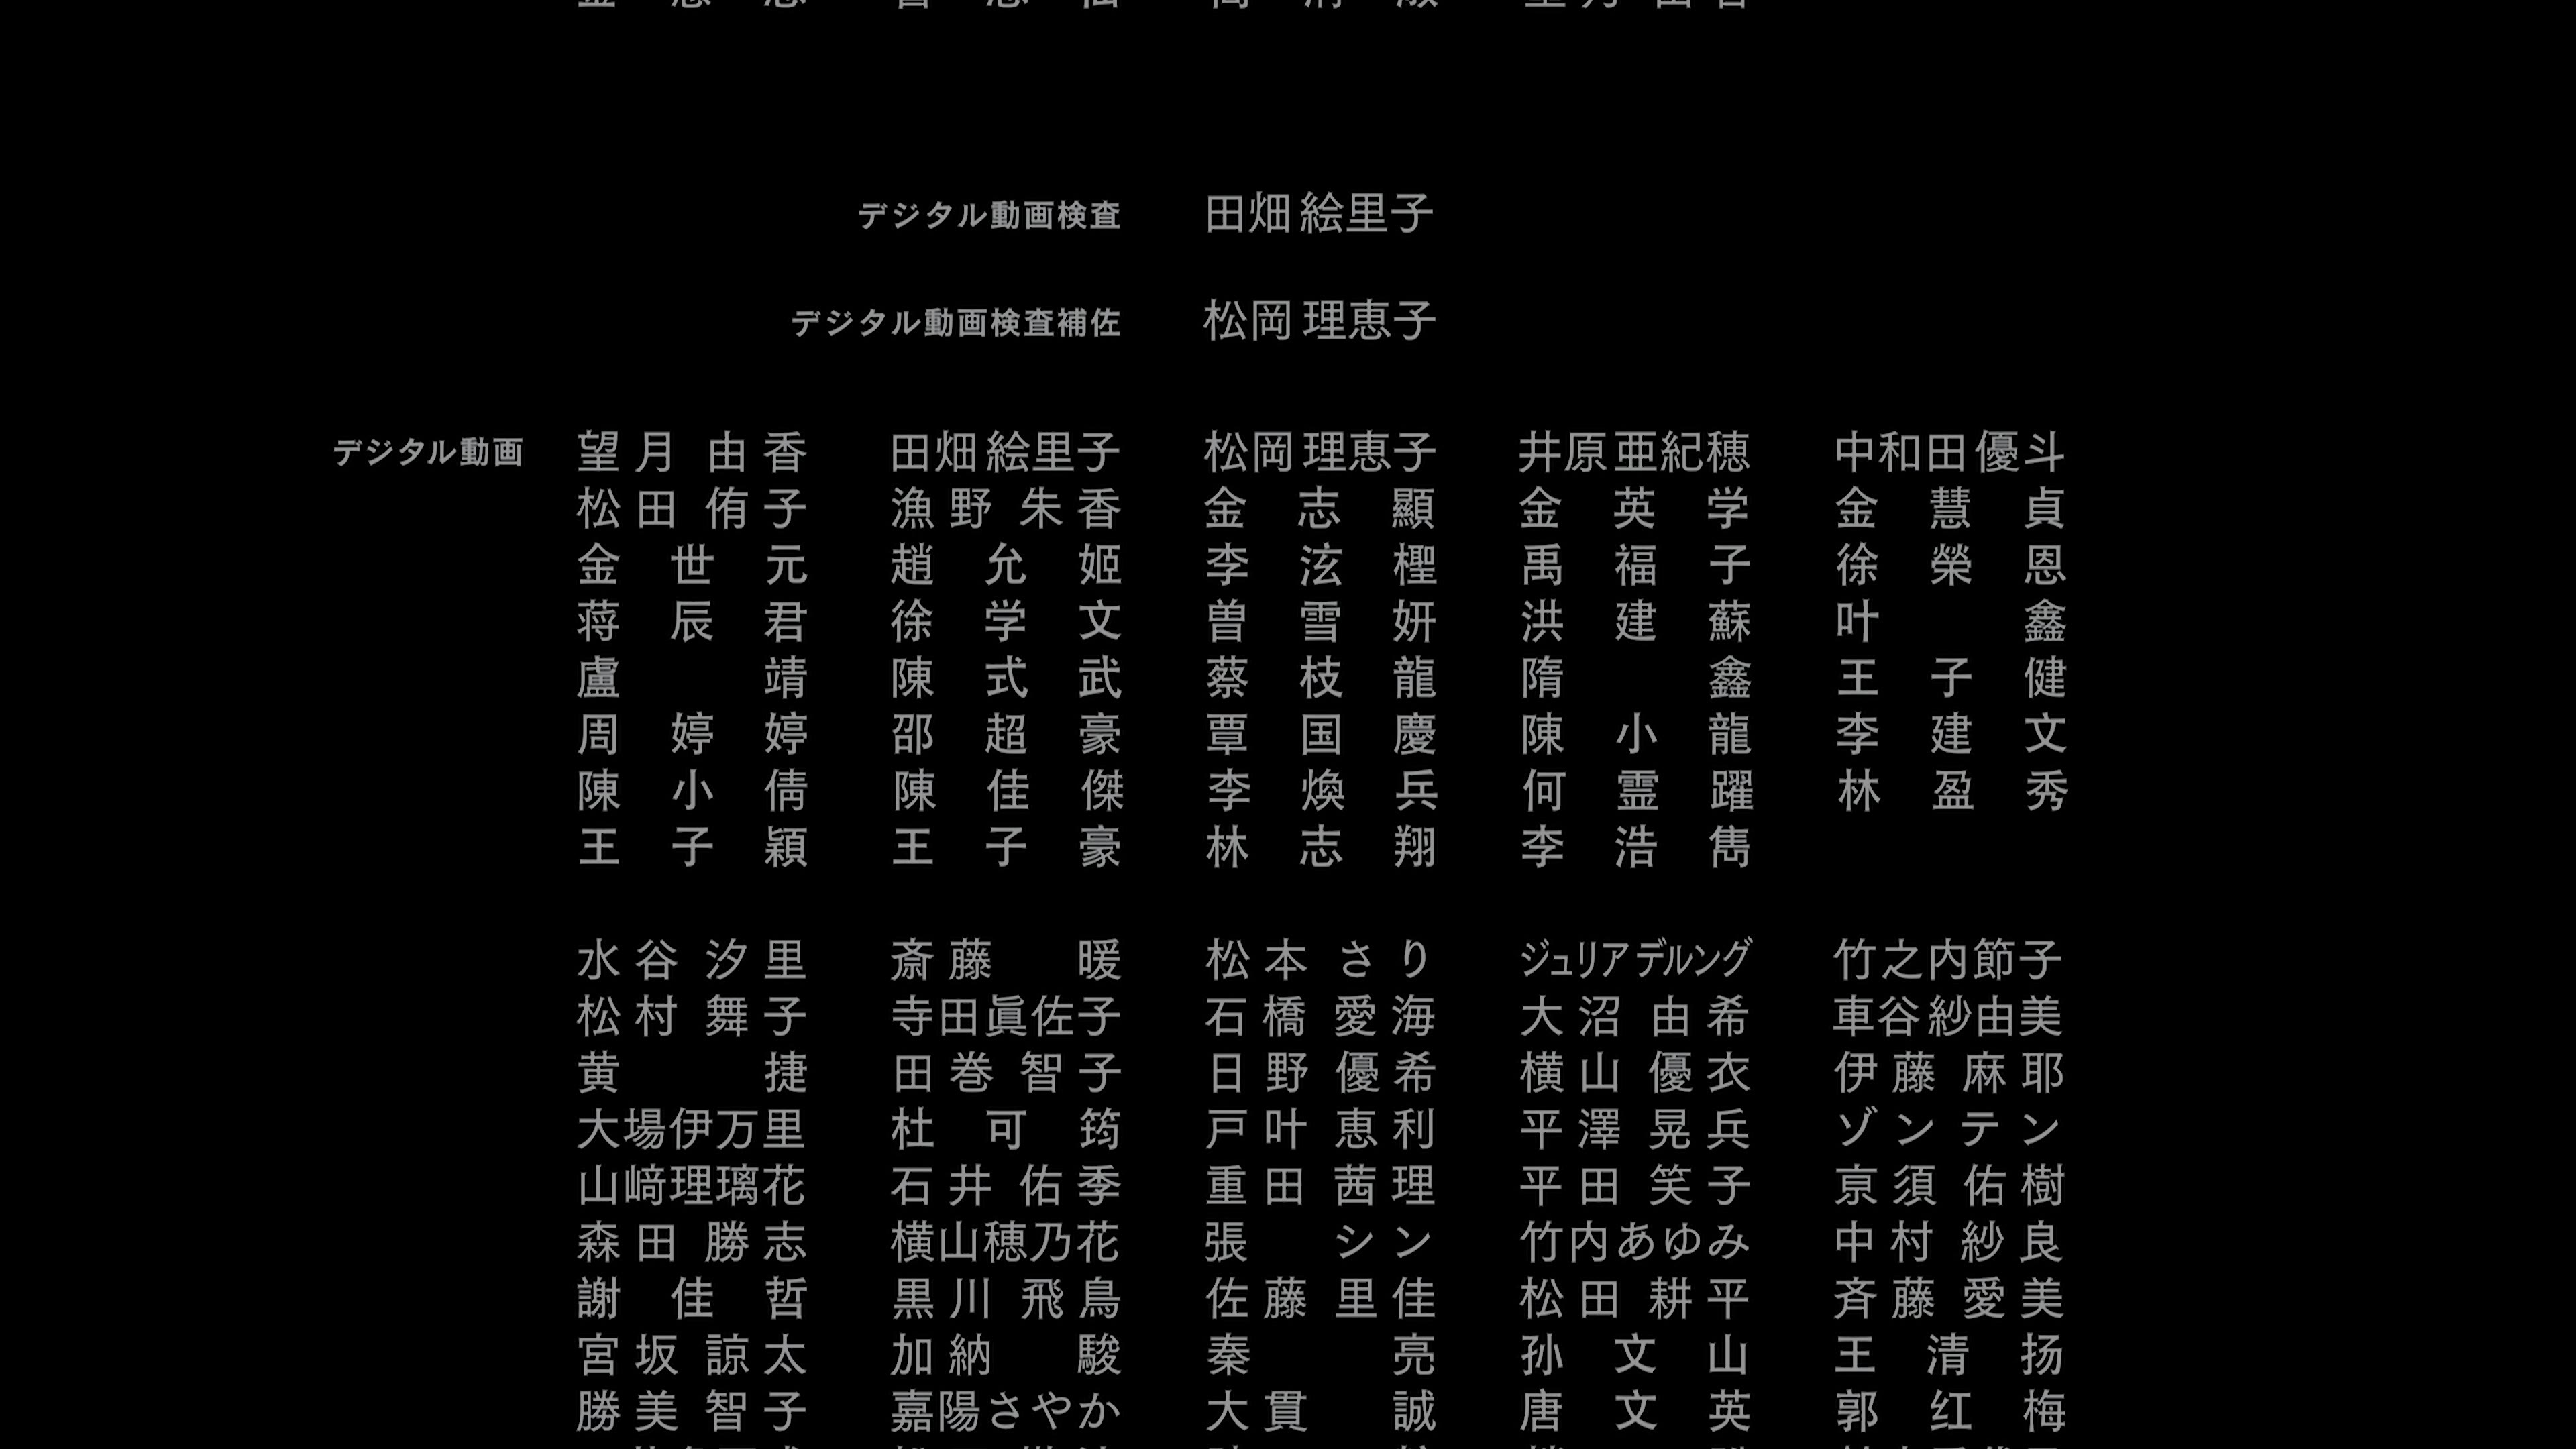 デジタル動画検査 田畑絵里子
デジタル動画検査補佐 松岡理恵子
デジタル動画 望月由香 田畑絵里子 松岡理恵子 井原亜紀穂 中和田優斗
松田侑子 漁野朱香 金志顯 金英学 金慧貞
金世元 趙允姫 李泫檉 禹福子 徐榮恩
蒋辰君 徐学文 曽雪妍 洪建蘇 叶鑫
盧靖 陳式武 蔡枝龍 隋鑫 王子健
周婷婷 邵超豪 覃国慶 陳小龍 李建文
陳小倩 陳佳傑 李煥兵 何霊躍 林盈秀
王子穎 王子豪 林志翔 李浩雋
水谷汐里 斎藤暖 松本さり ジュリアデルング 竹之内節子
松村舞子 寺田眞佐子 石橋愛海 大沼由希 車谷紗由美
黄捷 田巻智子 日野優希 横山優衣 伊藤麻耶
大場伊万里 杜可筠 戸叶恵利 平澤晃兵 ゾンテン
山﨑理璃花 石井佑季 重田茜理 平田笑子 亰須佑樹
森田勝志 横山穂乃花 張シン 竹内あゆみ 中村紗良
謝佳哲 黒川飛鳥 佐藤里佳 松田耕平 斉藤愛美
宮坂諒太 加納駿 秦亮 孙文山 王清扬
勝美智子 嘉陽さやか 大貫誠 唐文英 郭红梅